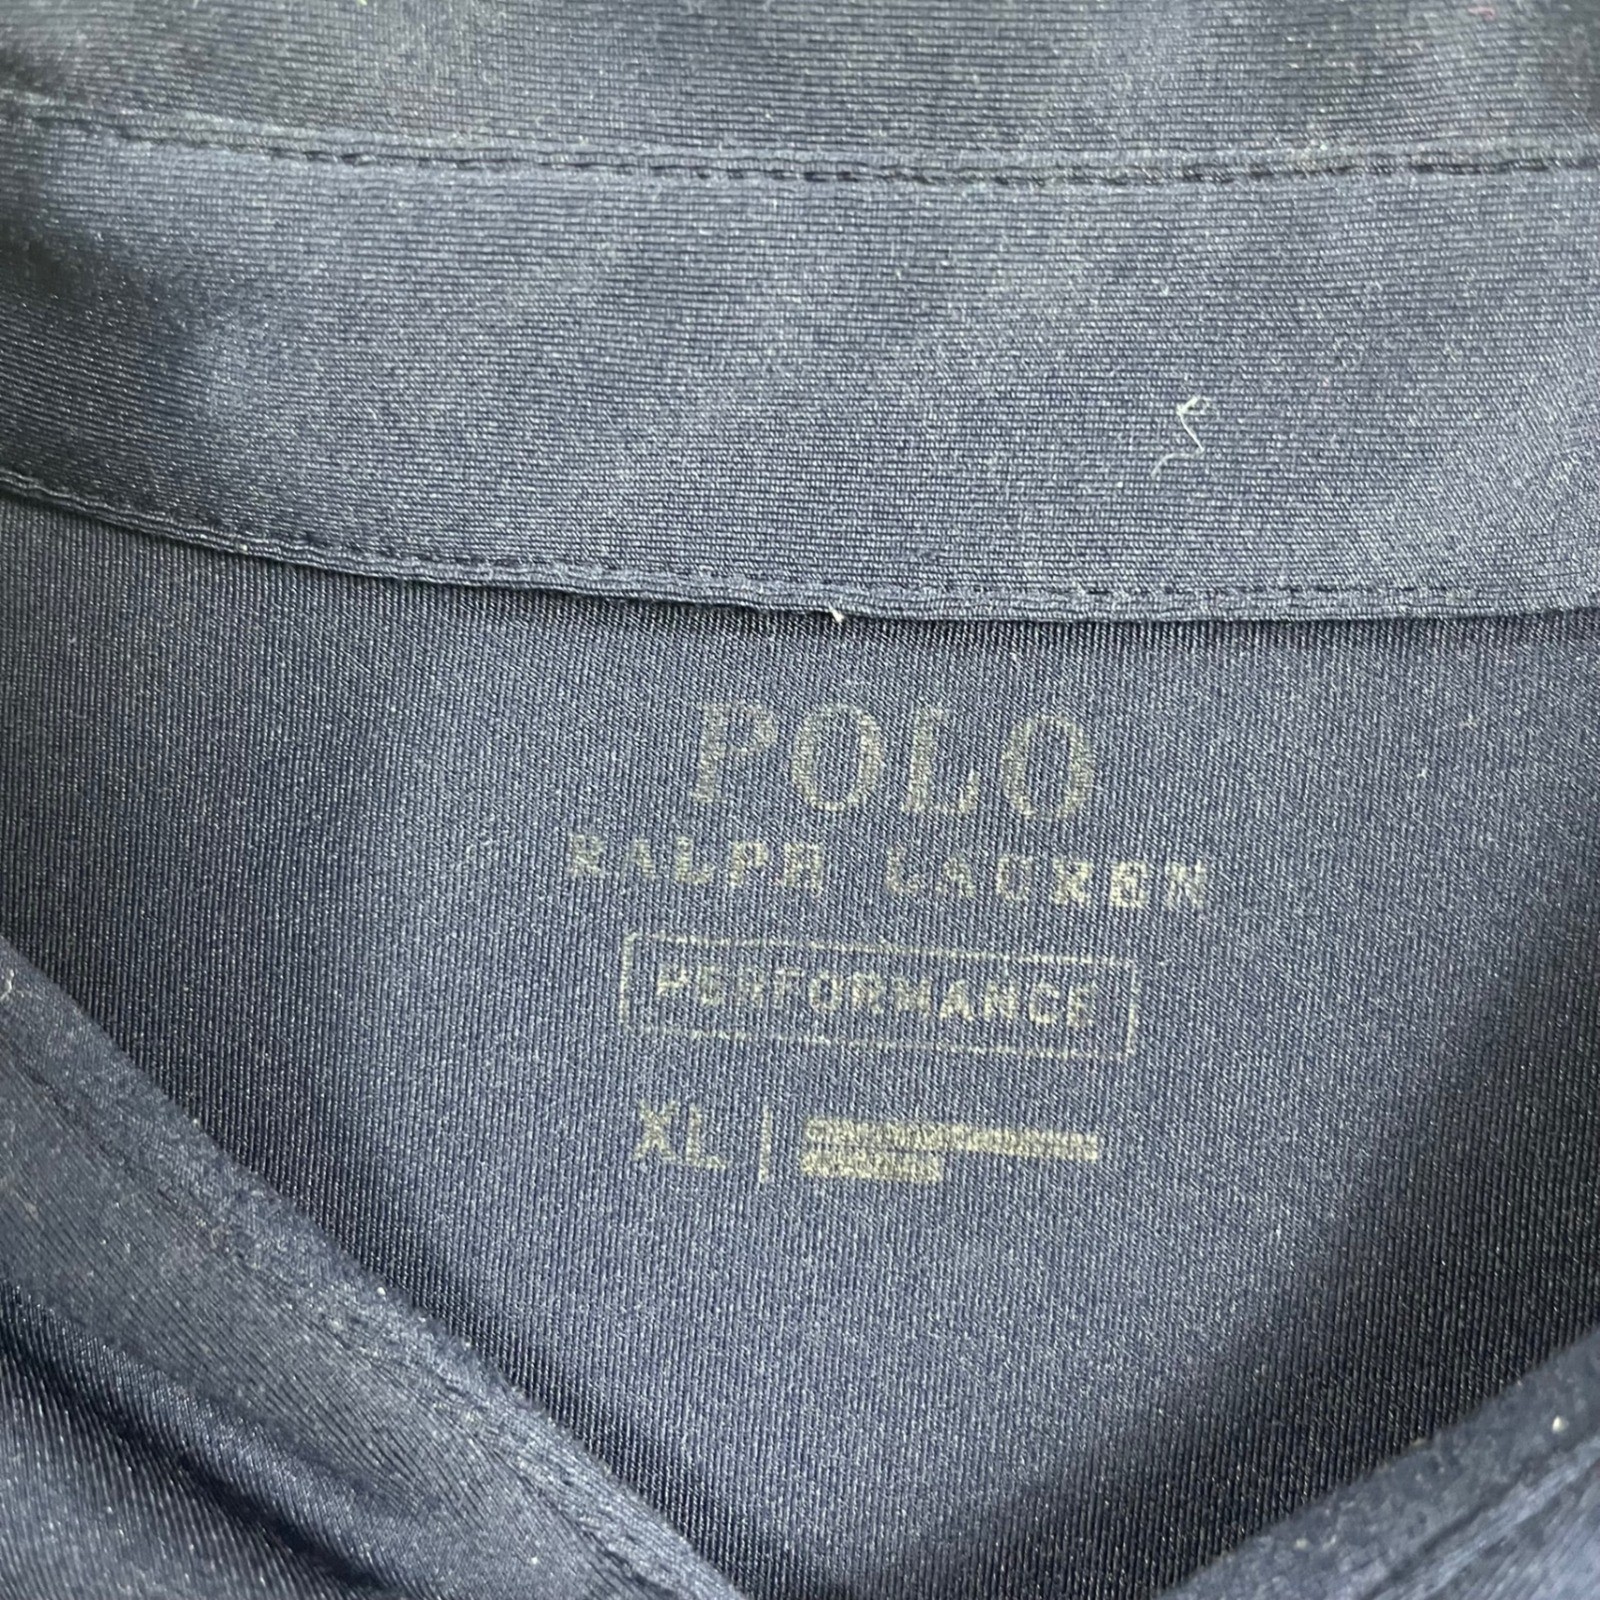 POLO
RALPH LAUREN
PERFORMANCE
XL |